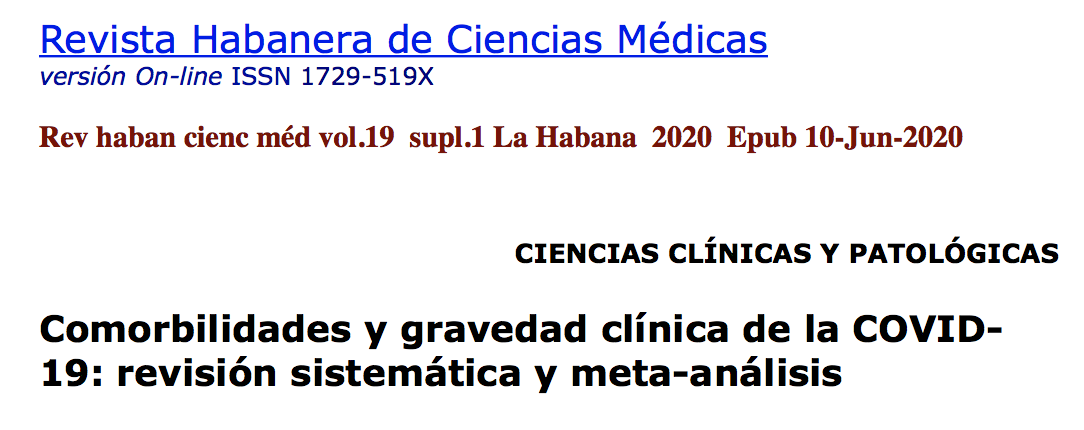 Revista Habanera de Ciencias Médicas
versión On-line ISSN 1729-519X
Rev haban cienc méd vol.19 supl.1 La Habana 2020 Epub 10-Jun-2020
CIENCIAS CLÍNICAS Y PATOLÓGICAS
Comorbilidades y gravedad clínica de la COVID-
19: revisión sistemática y meta-análisis